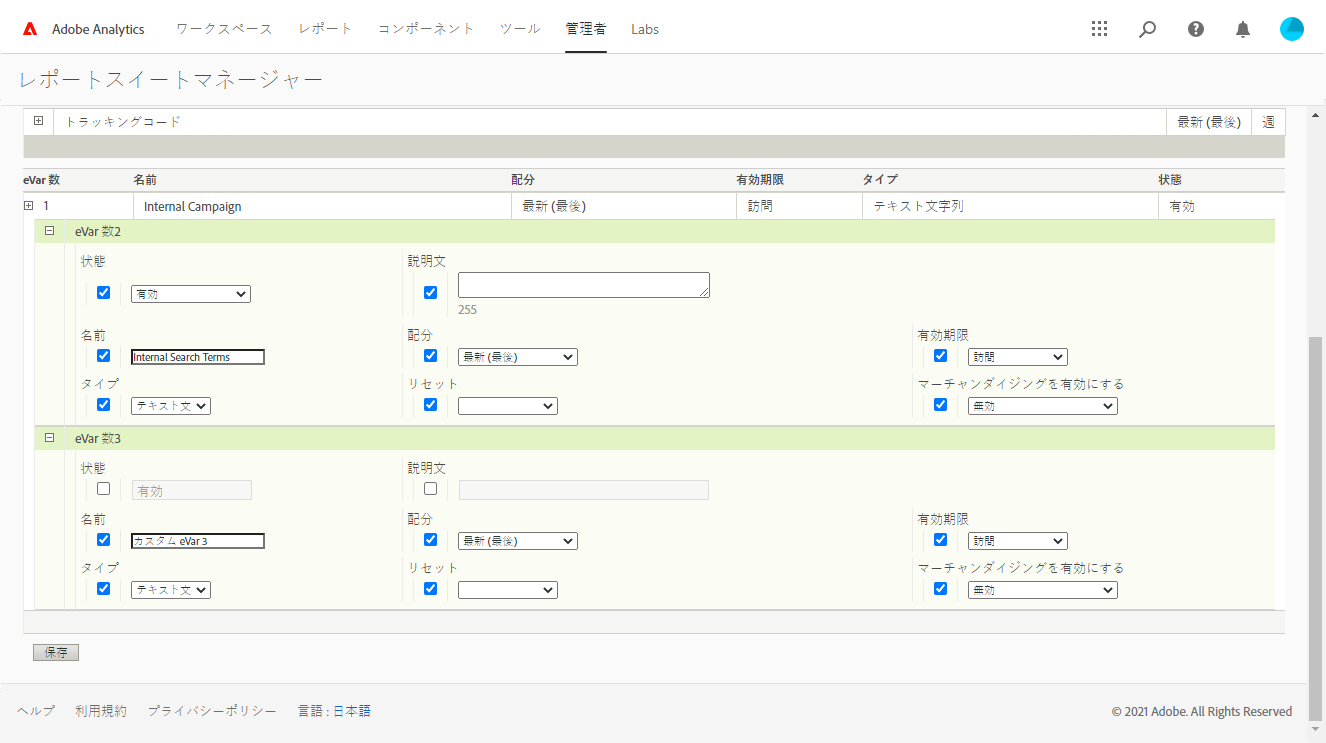 Adobe Analytics ワークスペース レポート コンポーネント ツール 管理者 Labs
レポートスイートマネージャー
トラッキングコード 最新 (最後) 週
eVar 数 名前 配分 有効期限 タイプ 状態
1 Internal Campaign 最新 (最後) 訪問 テキスト文字列 有効
eVar 数2
状態 説明文
有効
255
名前 配分 有効期限
Internal Search Terms 最新 (最後) 訪問
タイプ リセット マーチャンダイジングを有効にする
テキスト文 無効
eVar 数3
状態 説明文
有効
名前 配分 有効期限
カスタム eVar 3 最新 (最後) 訪問
タイプ リセット マーチャンダイジングを有効にする
テキスト文 無効
保存
ヘルプ 利用規約 プライバシーポリシー 言語 : 日本語 © 2021 Adobe. All Rights Reserved